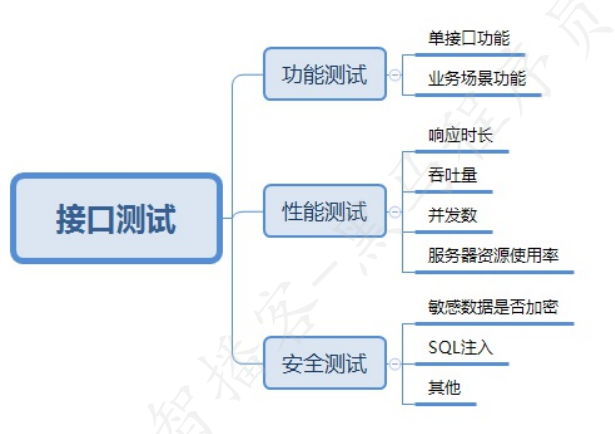 接口测试
功能测试
单接口功能
业务场景功能
性能测试
响应时长
吞吐量
并发数
服务器资源使用率
安全测试
敏感数据是否加密
SQL注入
其他
智播客-黑马程序员